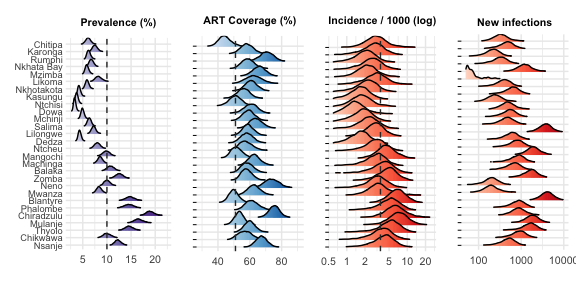 Prevalence (%)
ART Coverage (%)
Incidence / 1000 (log)
New infections
Chitipa
Karonga
Rumphi
Nkhata Bay
Mzimba
Likoma
Nkhotakota
Kasungu
Ntchisi
Dowa
Mchinji
Salima
Lilongwe
Dedza
Ntcheu
Mangochi
Machinga
Balaka
Zomba
Neno
Mwanza
Blantyre
Phalombe
Chiradzulu
Mulanje
Thyolo
Chikwawa
Nsanje
5 10 15 20
40 60 80
0.5 1 2 5 10 20
100 1000 10000